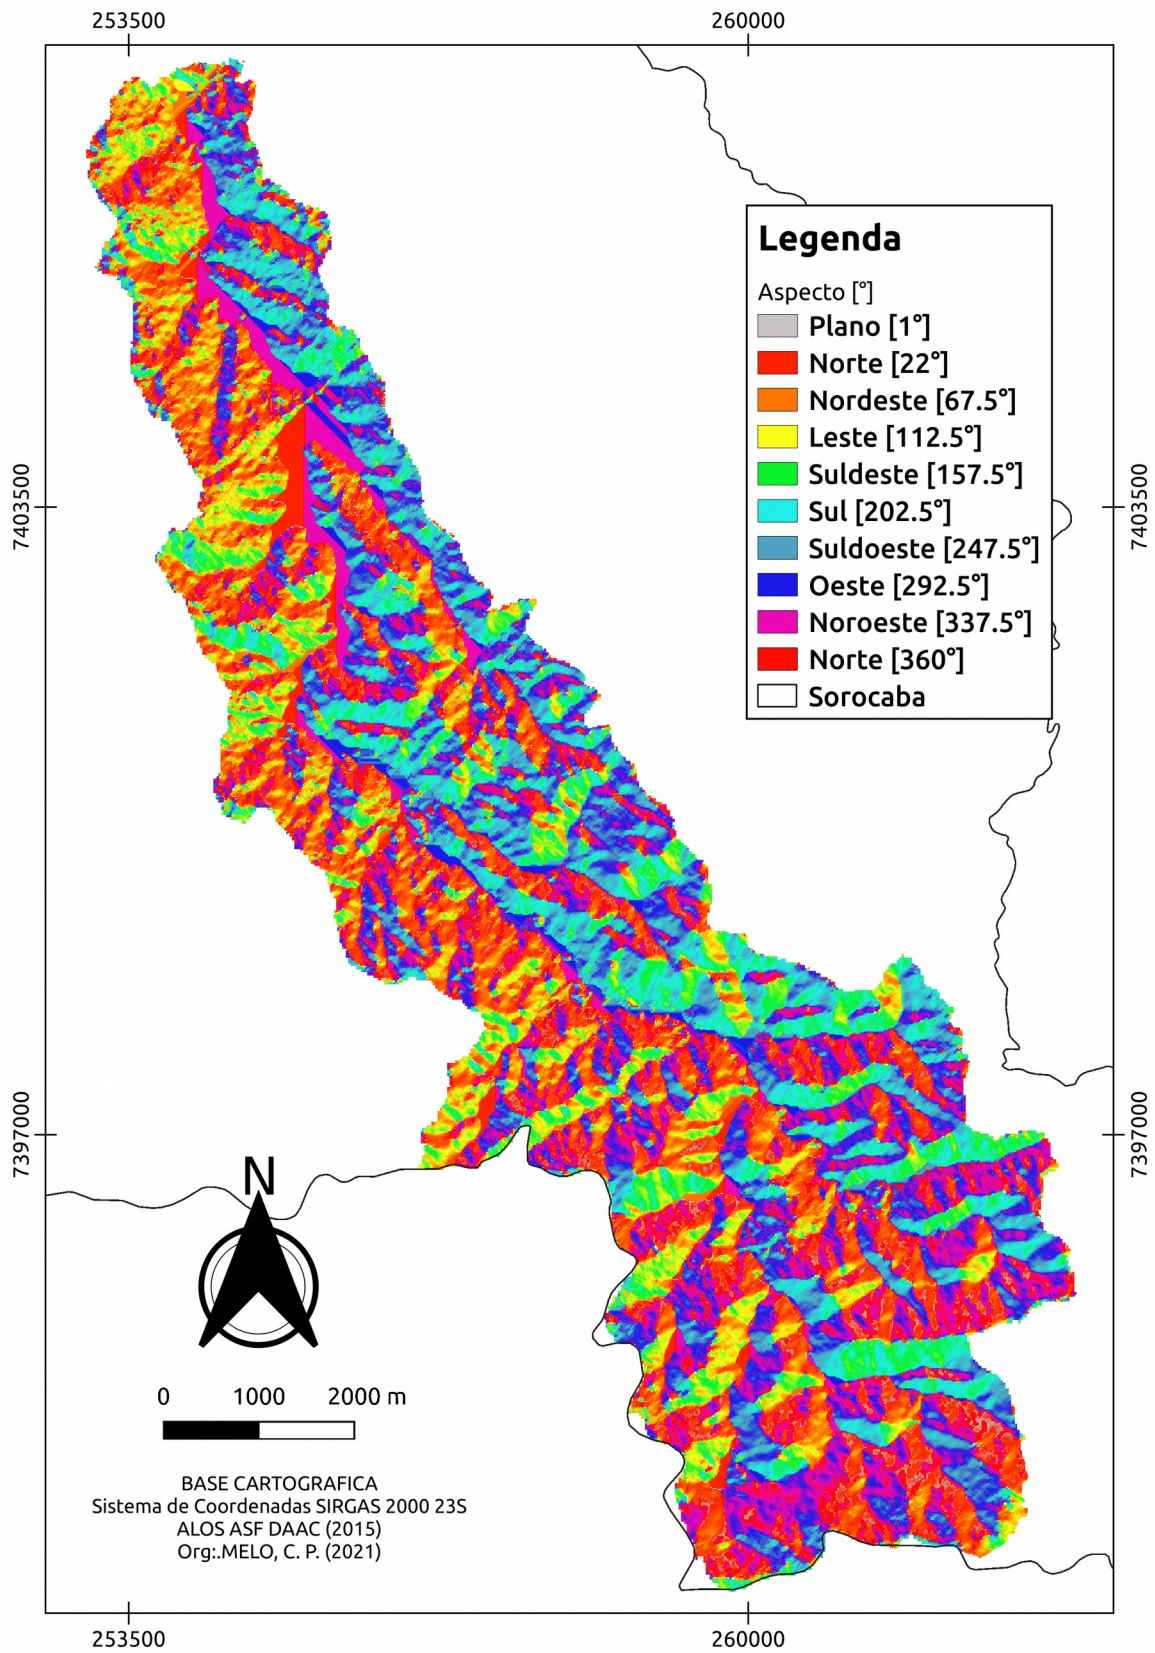 253500
260000
Legenda
Aspecto [°]
Plano [1°]
Norte [22°]
Nordeste [67.5°]
Leste [112.5°]
Suldeste [157.5°]
Sul [202.5°]
Suldoeste [247.5°]
Oeste [292.5°]
Noroeste [337.5°]
Norte [360°]
Sorocaba
7403500
7403500
7397000
7397000
N
0 1000 2000 m
BASE CARTOGRAFICA
Sistema de Coordenadas SIRGAS 2000 23S
ALOS ASF DAAC (2015)
Org:.MELO, C. P. (2021)
253500
260000